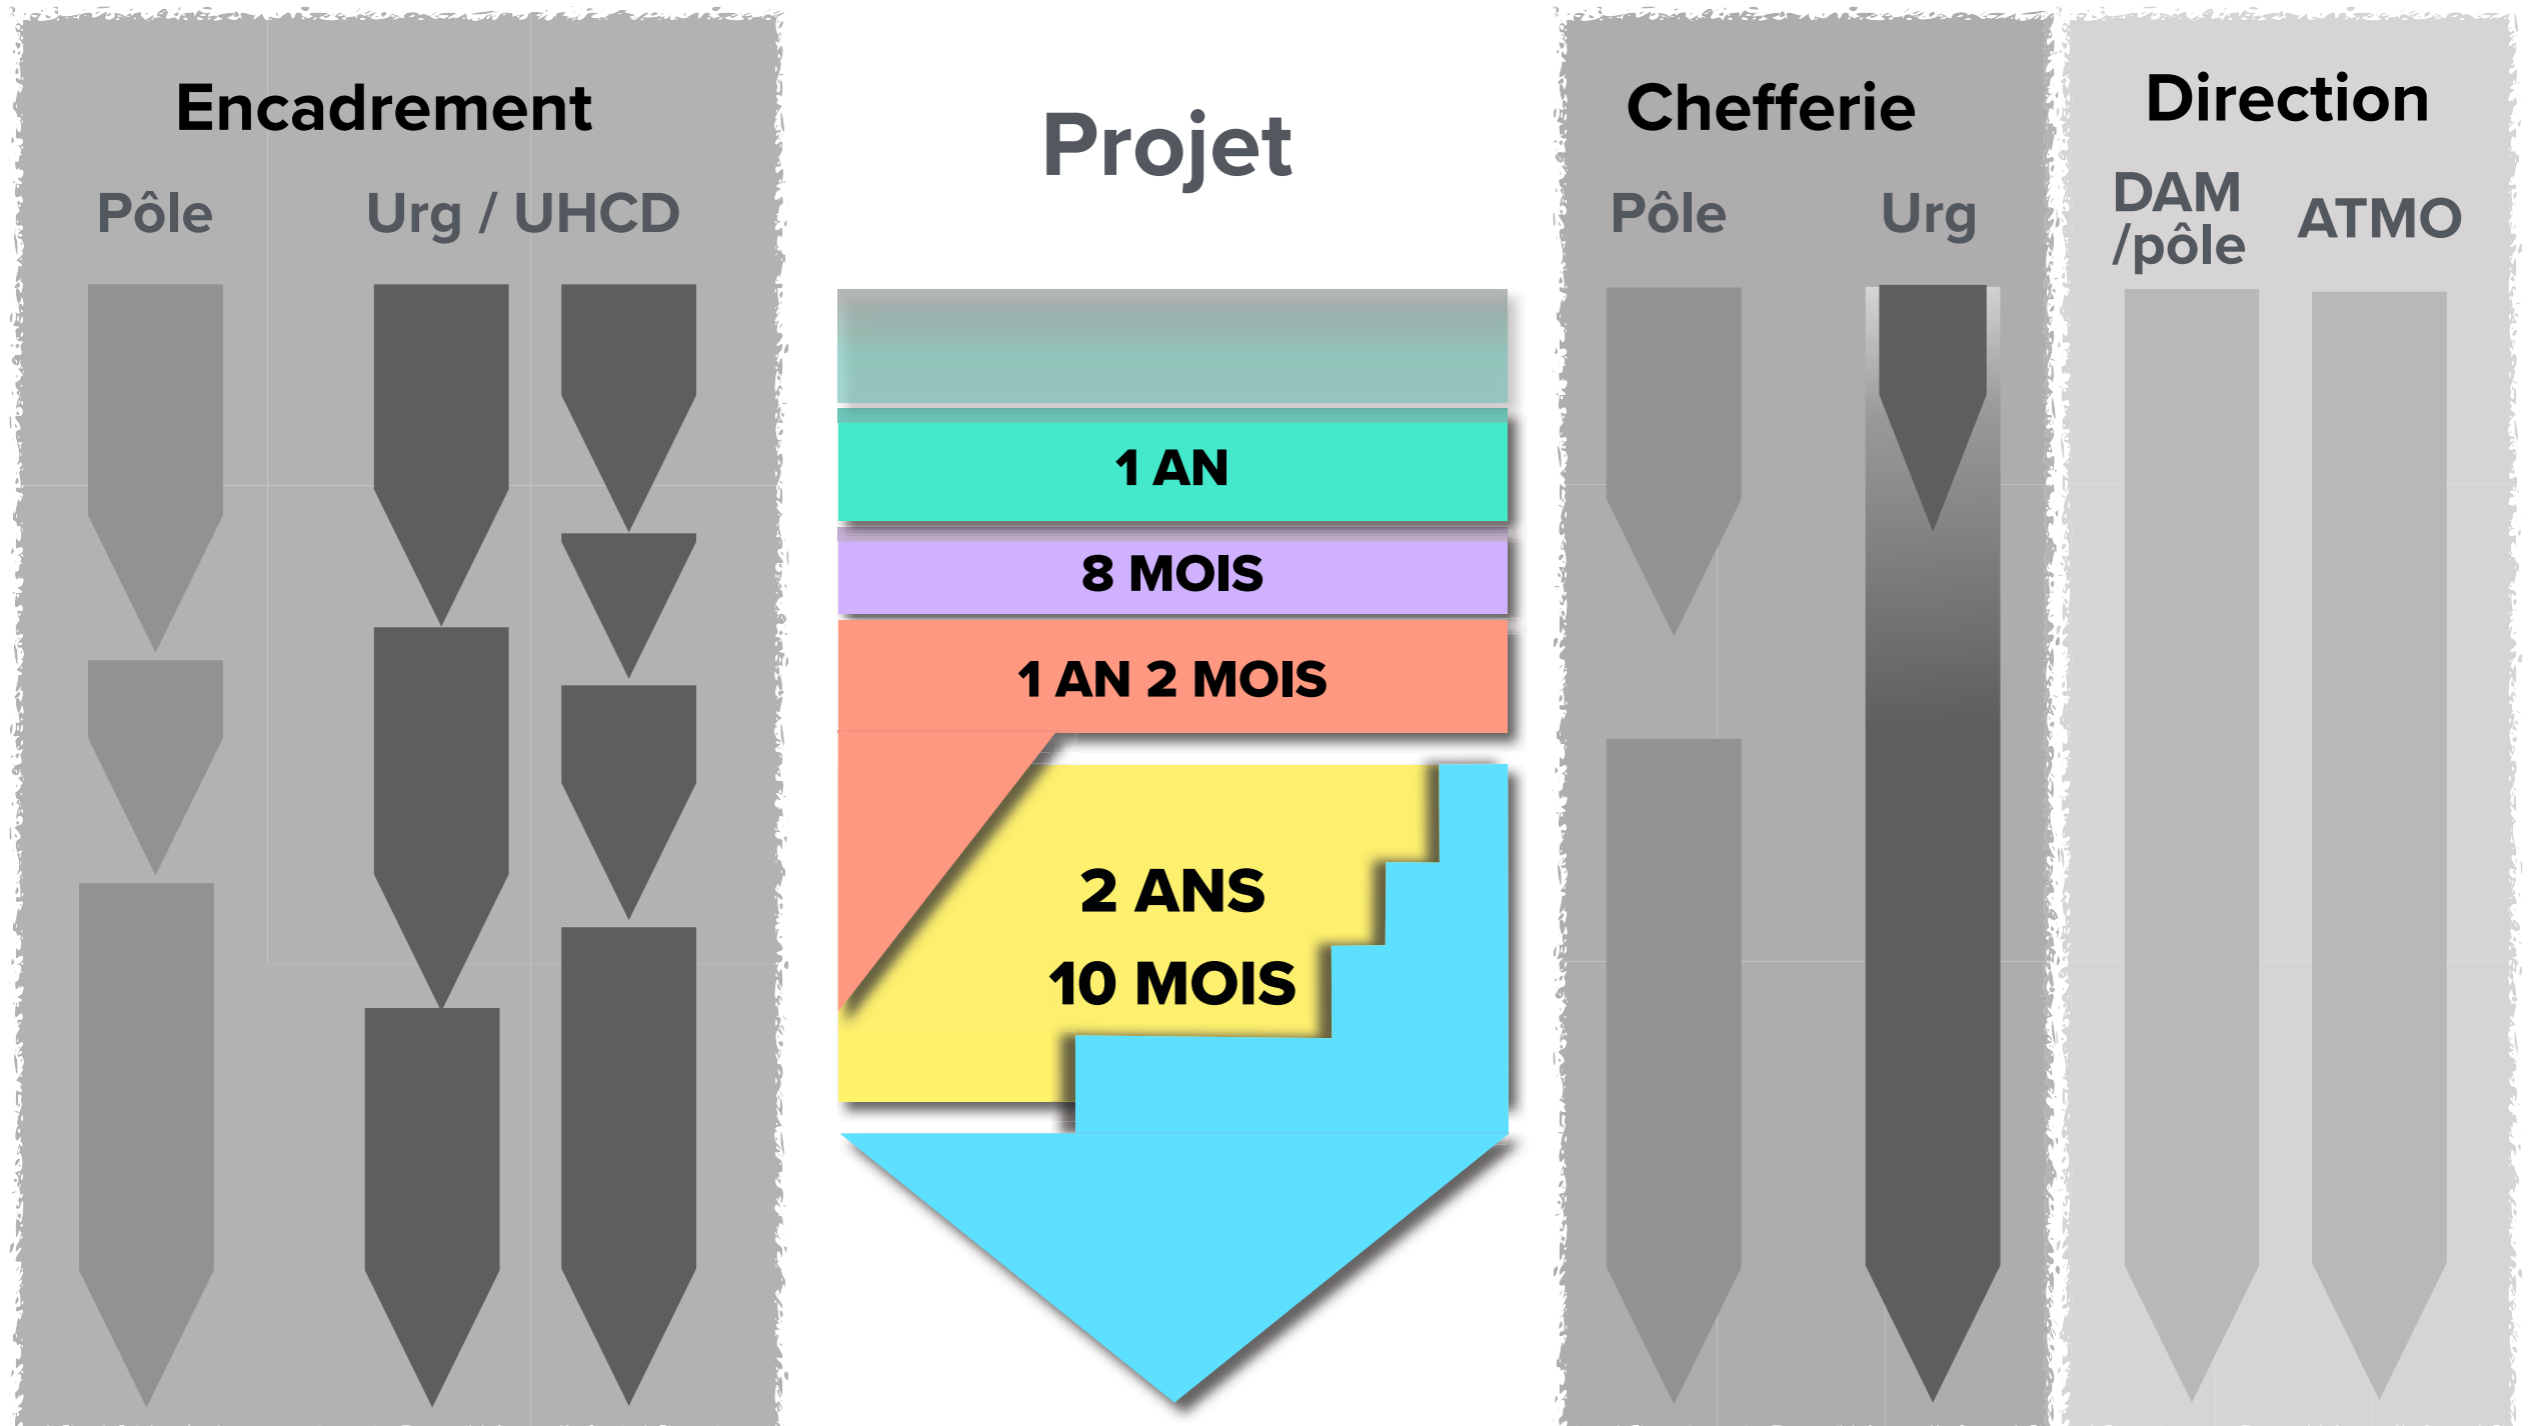 Encadrement
Pôle
Urg / UHCD
Projet
1 AN
8 MOIS
1 AN 2 MOIS
2 ANS
10 MOIS
Chefferie
Pôle
Urg
Direction
DAM
/pôle
ATMO